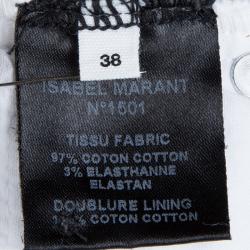 38
ISABEL MARANT
N°1501
TISSU FABRIC
97% COTON COTTON
3% ELASTHANNE
ELASTAN
DOUBLURE LINING
COTON COTTON